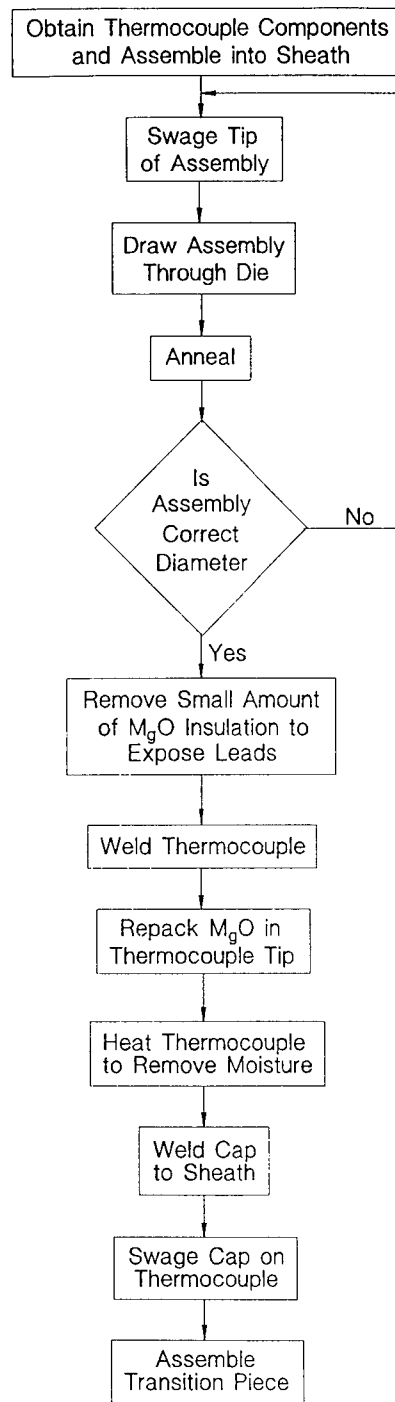 Obtain Thermocouple Components
and Assemble into Sheath
Swage Tip
of Assembly
Draw Assembly
Through Die
Anneal
Is
Assembly
Correct
Diameter
No
Yes
Remove Small Amount
of MgO Insulation to
Expose Leads
Weld Thermocouple
Repack MgO in
Thermocouple Tip
Heat Thermocouple
to Remove Moisture
Weld Cap
to Sheath
Swage Cap on
Thermocouple
Assemble
Transition Piece